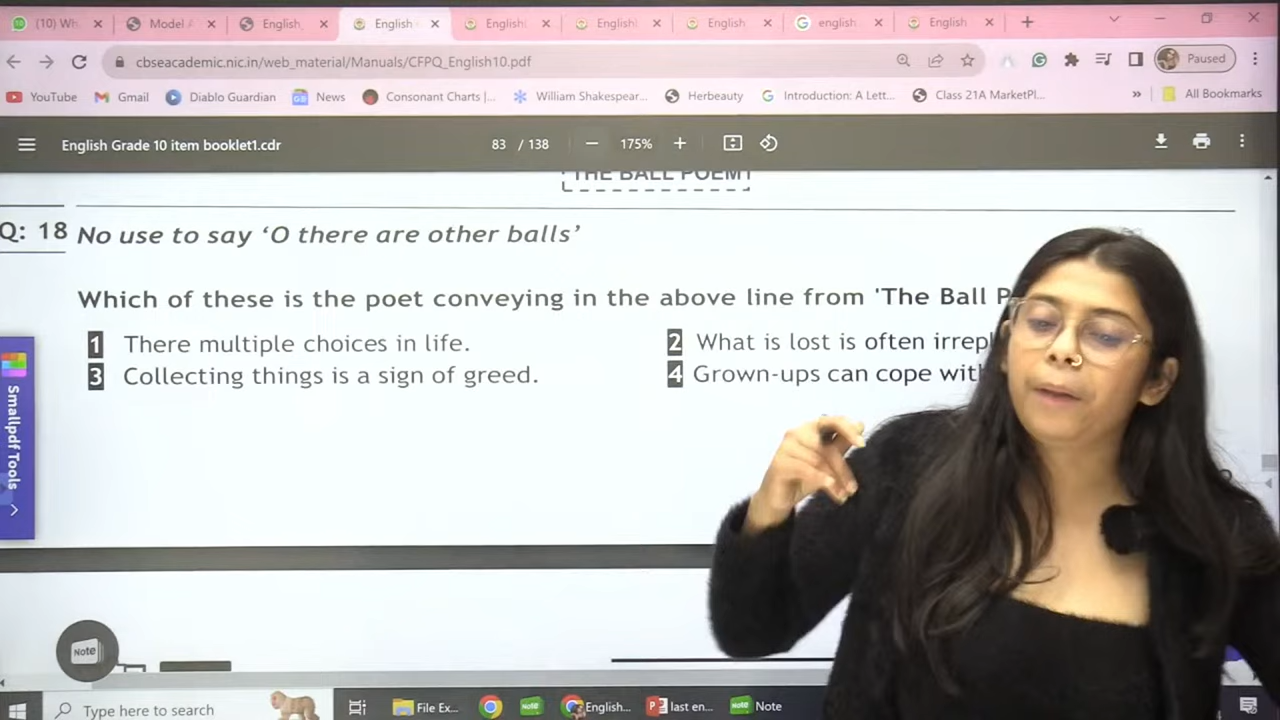 (10) Wh
Model A
English
English
English
English
English
english
English
cbseacademic.nic.in/web_material/Manuals/CFPQ_English10.pdf
Paused
YouTube
Gmail
Diablo Guardian
News
Consonant Charts |...
William Shakespear...
Herbeauty
Introduction: A Lett...
Class 21A MarketPl...
»
All Bookmarks
English Grade 10 item booklet1.cdr
83 / 138
175%
THE BALL POEM
Q: 18 No use to say ‘O there are other balls’
Which of these is the poet conveying in the above line from 'The Ball P
1 There multiple choices in life.
2 What is lost is often irrepl
3 Collecting things is a sign of greed.
4 Grown-ups can cope with
Smallpdf Tools
Note
Type here to search
File Ex...
English...
last en...
Note